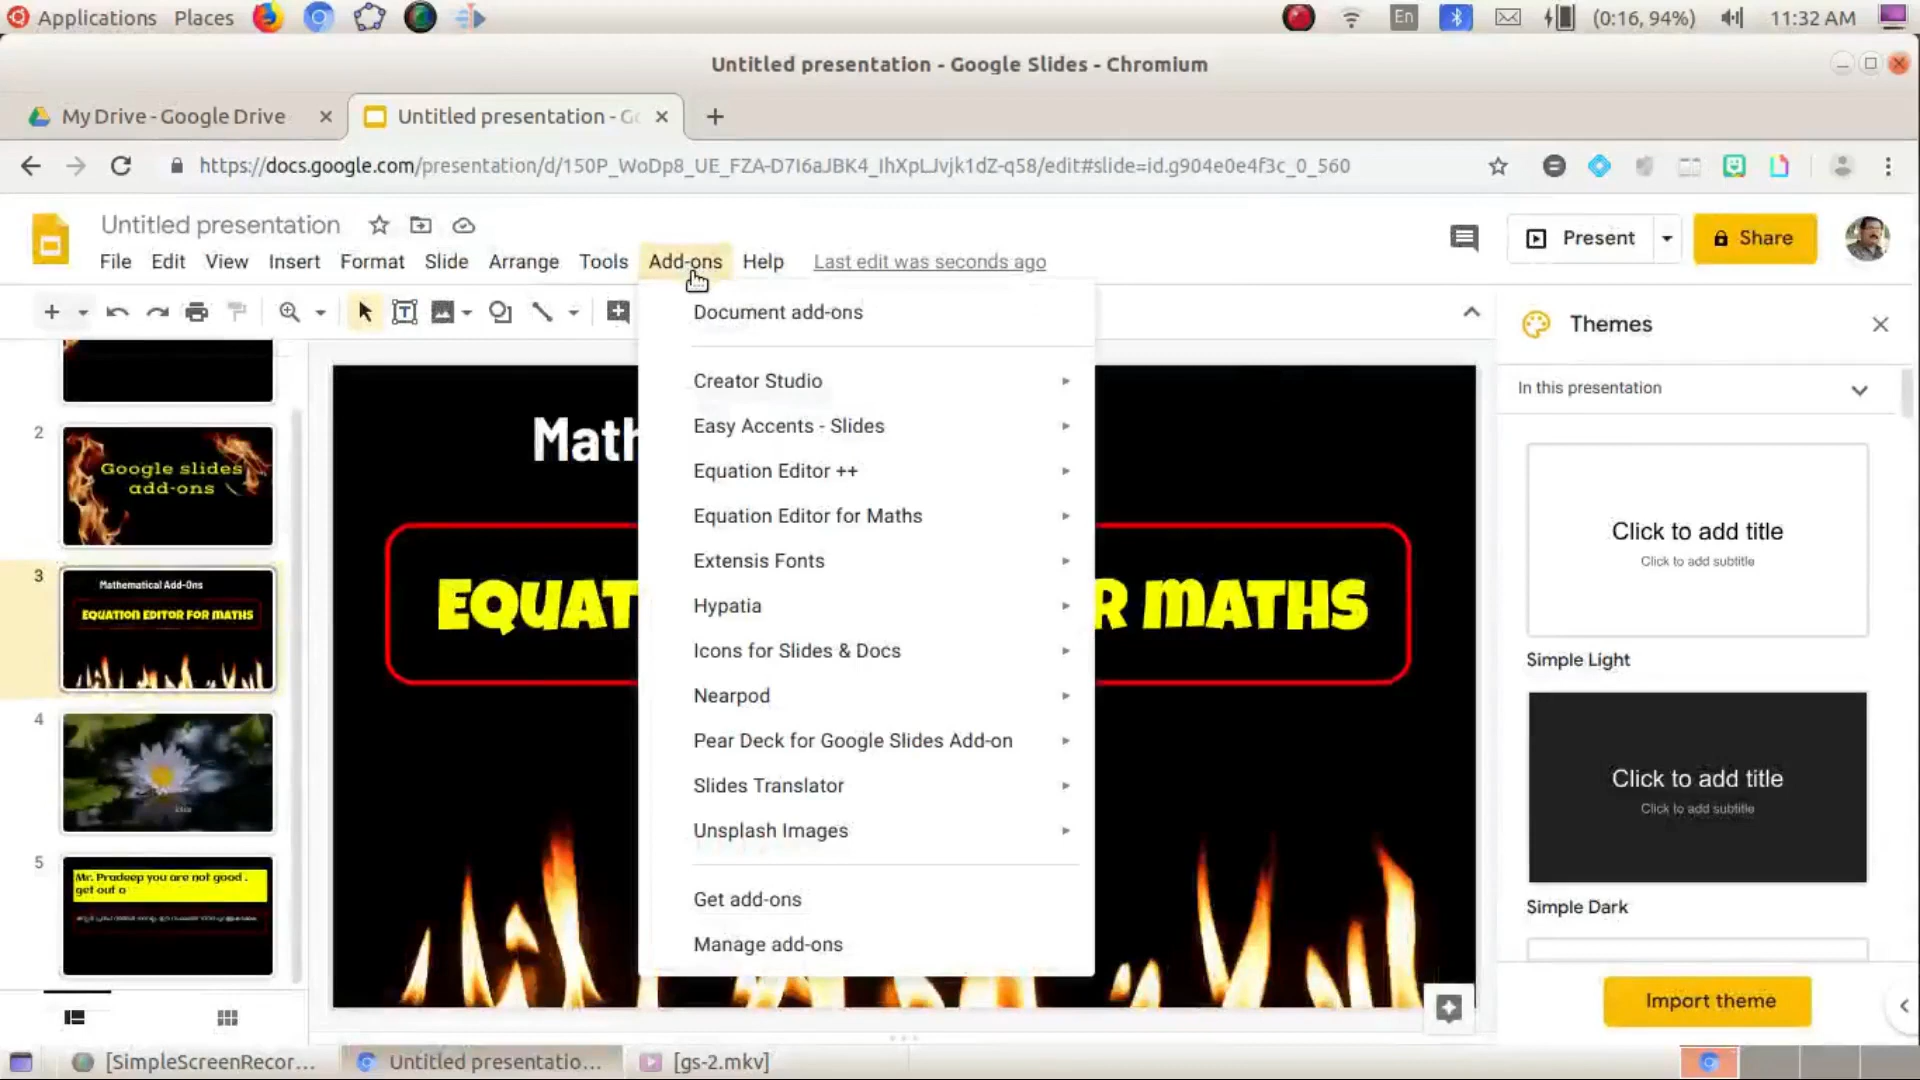 Applications Places
En
(0:16, 94%)
11:32 AM
Untitled presentation - Google Slides - Chromium
My Drive - Google Drive
Untitled presentation - Go
https://docs.google.com/presentation/d/150P_WoDp8_UE_FZA-D7I6aJBK4_IhXpLJvjk1dZ-q58/edit#slide=id.g904e0e4f3c_0_560
Untitled presentation
File Edit View Insert Format Slide Arrange Tools Add-ons Help Last edit was seconds ago
Present
Share
Document add-ons
Creator Studio
Easy Accents - Slides
Equation Editor ++
Equation Editor for Maths
Extensis Fonts
Hypatia
Icons for Slides & Docs
Nearpod
Pear Deck for Google Slides Add-on
Slides Translator
Unsplash Images
Get add-ons
Manage add-ons
2
Google slides
add-ons
3
Mathematical Add-Ons
EQUATION EDITOR FOR MATHS
4
5
Mr. Pradeep you are not good .
get out o
Math
EQUAT
R MATHS
Themes
In this presentation
Click to add title
Click to add subtitle
Simple Light
Click to add title
Click to add subtitle
Simple Dark
Import theme
[SimpleScreenRecor...
Untitled presentatio...
[gs-2.mkv]